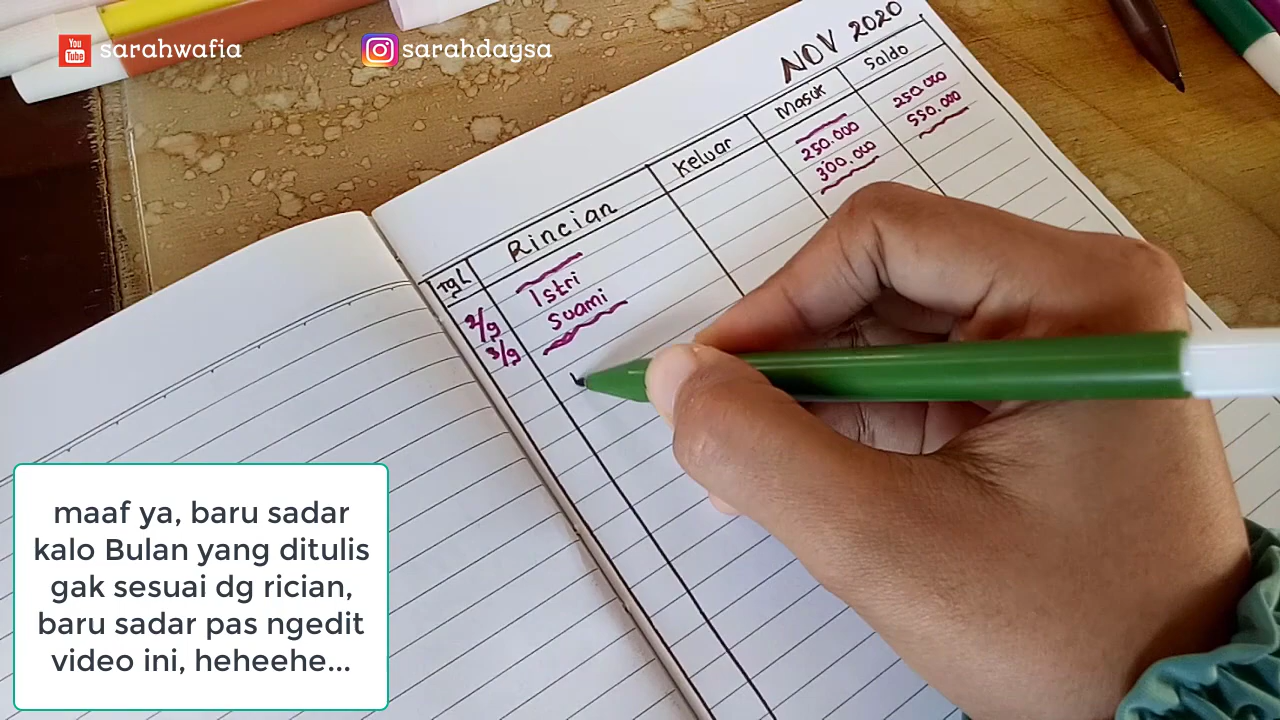 You
Tube
sarahwafia
sarahdaysa
NOV 2020
Tgl Rincian Keluar Masuk Saldo
2/9 Istri 250.000 250.000
3/9 Suami 300.000 550.000
maaf ya, baru sadar
kalo Bulan yang ditulis
gak sesuai dg rician,
baru sadar pas ngedit
video ini, heheehe...